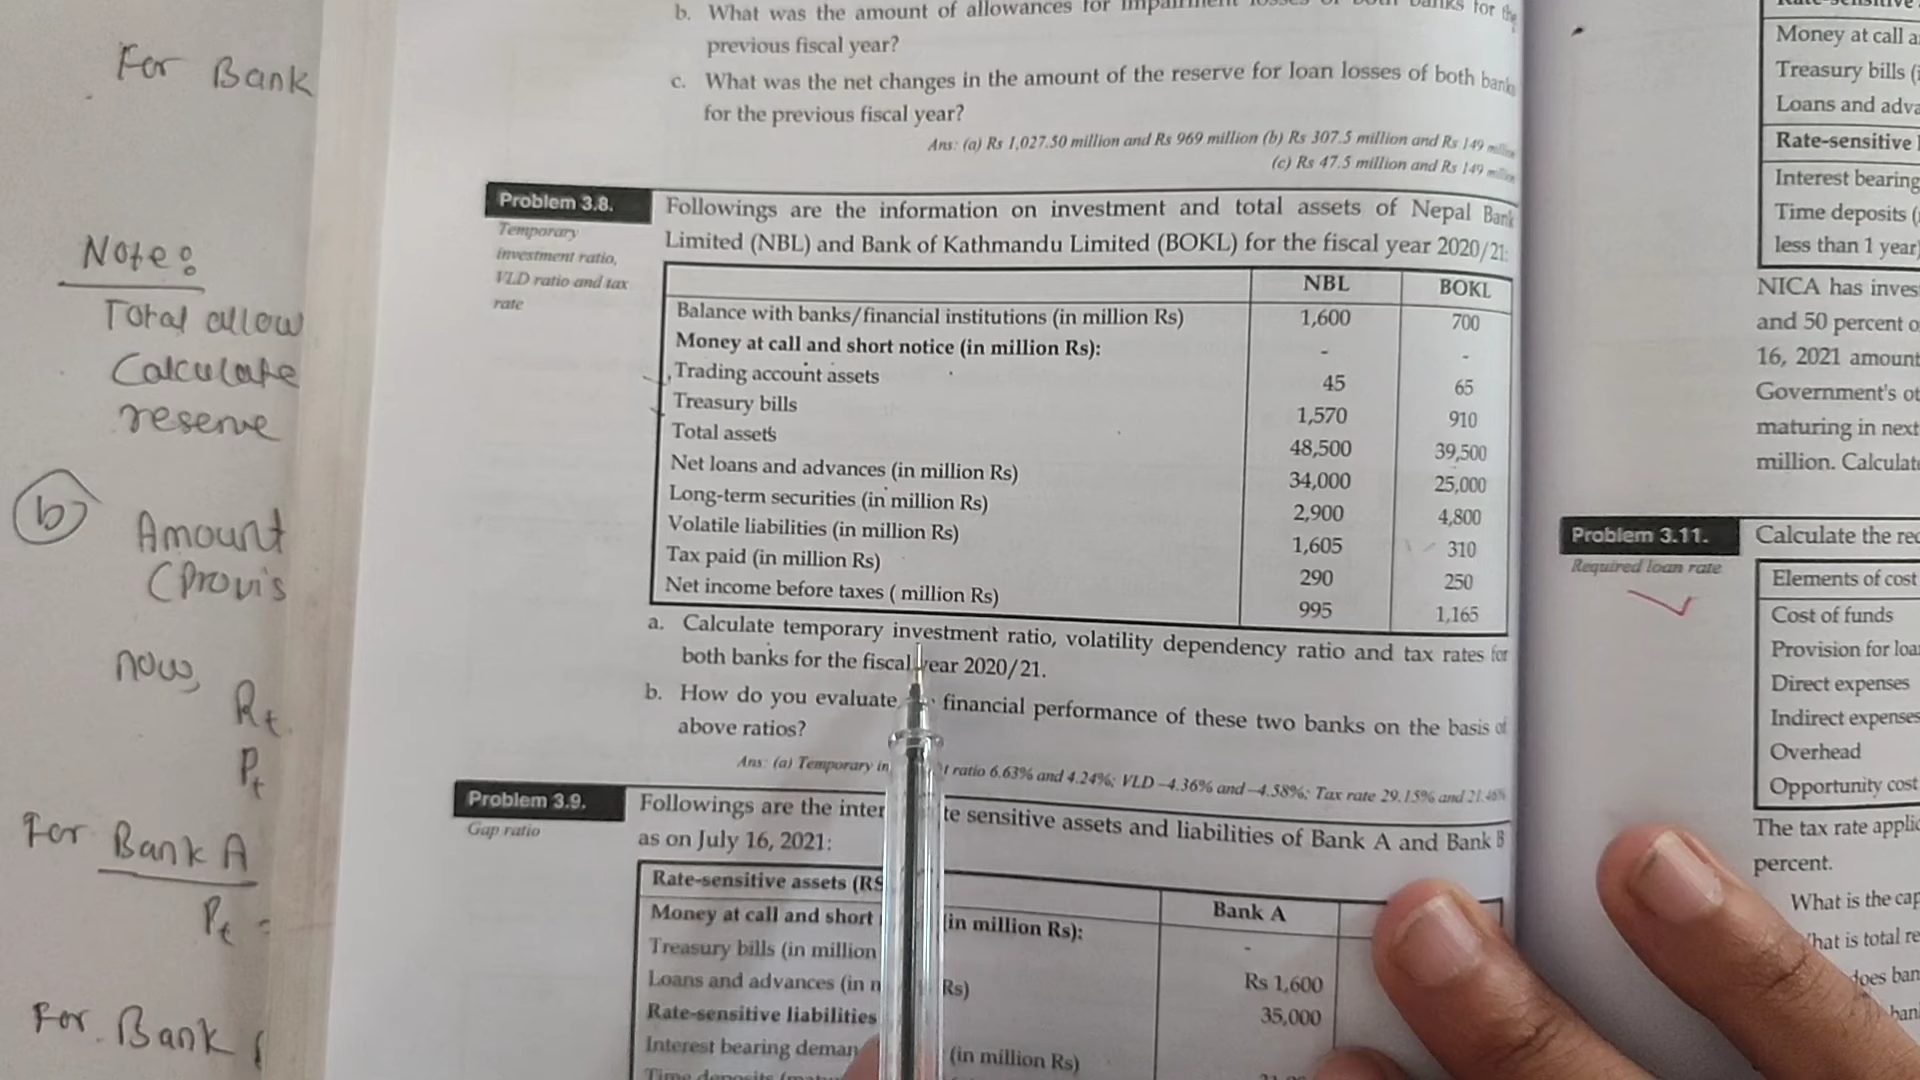 For Bank
Note:
Total allow
Calculate
reserve
b
Amount
(Provis
now,
Rt
Pt
For Bank A
Pt =
For Bank
b. What was the amount of allowances for impairment losses of both banks for the
previous fiscal year?
c. What was the net changes in the amount of the reserve for loan losses of both banks
for the previous fiscal year?
Ans: (a) Rs 1,027.50 million and Rs 969 million (b) Rs 307.5 million and Rs 149 million
(c) Rs 47.5 million and Rs 149 million
Problem 3.8.
Temporary
investment ratio,
VLD ratio and tax
rate
Followings are the information on investment and total assets of Nepal Bank
Limited (NBL) and Bank of Kathmandu Limited (BOKL) for the fiscal year 2020/21:
NBL BOKL
Balance with banks/financial institutions (in million Rs) 1,600 700
Money at call and short notice (in million Rs): - -
Trading account assets 45 65
Treasury bills 1,570 910
Total assets 48,500 39,500
Net loans and advances (in million Rs) 34,000 25,000
Long-term securities (in million Rs) 2,900 4,800
Volatile liabilities (in million Rs) 1,605 310
Tax paid (in million Rs) 290 250
Net income before taxes ( million Rs) 995 1,165
a. Calculate temporary investment ratio, volatility dependency ratio and tax rates for
both banks for the fiscal year 2020/21.
b. How do you evaluate financial performance of these two banks on the basis of
above ratios?
Ans: (a) Temporary in t ratio 6.63% and 4.24%; VLD –4.36% and –4.58%; Tax rate 29.15% and 21.46%
Problem 3.9.
Gap ratio
Followings are the inter te sensitive assets and liabilities of Bank A and Bank B
as on July 16, 2021:
Rate-sensitive assets (RS Bank A
Money at call and short (in million Rs): -
Treasury bills (in million Rs 1,600
Loans and advances (in Rs) 35,000
Rate-sensitive liabilities
Interest bearing deman (in million Rs)
Money at call a
Treasury bills (i
Loans and adva
Rate-sensitive l
Interest bearing
Time deposits (
less than 1 year)
NICA has inves
and 50 percent o
16, 2021 amount
Government's ot
maturing in next
million. Calculate
Problem 3.11.
Required loan rate
Calculate the rec
Elements of cost
Cost of funds
Provision for loa
Direct expenses
Indirect expenses
Overhead
Opportunity cost
The tax rate applic
percent.
What is the cap
hat is total re
does ban
ban